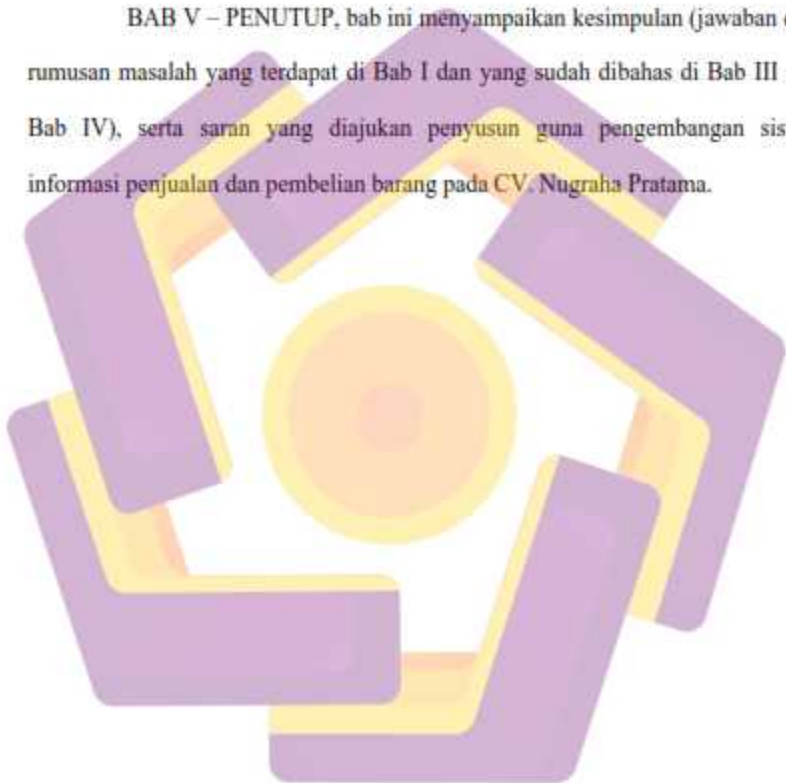 BAB V – PENUTUP, bab ini menyampaikan kesimpulan (jawaban
rumusan masalah yang terdapat di Bab I dan yang sudah dibahas di Bab III
Bab IV), serta saran yang diajukan penyusun guna pengembangan sis
informasi penjualan dan pembelian barang pada CV. Nugraha Pratama.